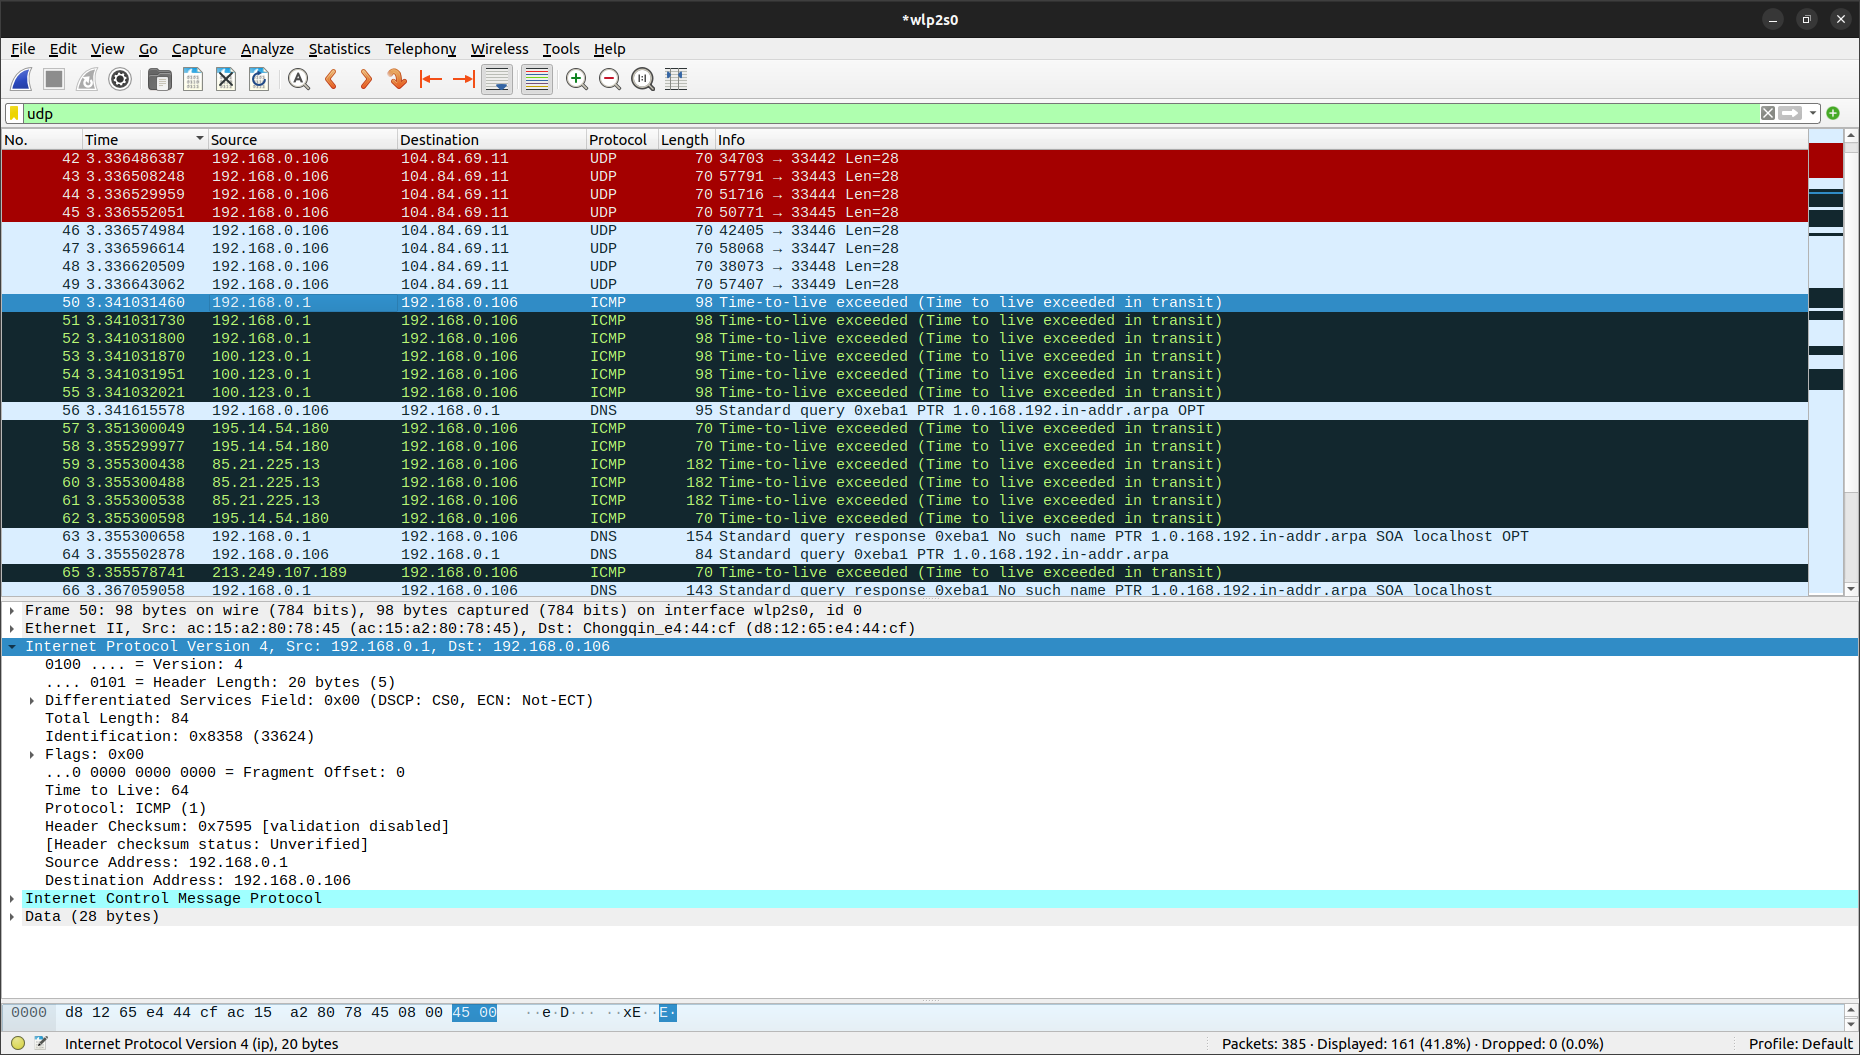 *wlp2s0
File Edit View Go Capture Analyze Statistics Telephony Wireless Tools Help
udp
No. Time Source Destination Protocol Length Info
42 3.336486387 192.168.0.106 104.84.69.11 UDP 70 34703 → 33442 Len=28
43 3.336508248 192.168.0.106 104.84.69.11 UDP 70 57791 → 33443 Len=28
44 3.336529959 192.168.0.106 104.84.69.11 UDP 70 51716 → 33444 Len=28
45 3.336552051 192.168.0.106 104.84.69.11 UDP 70 50771 → 33445 Len=28
46 3.336574984 192.168.0.106 104.84.69.11 UDP 70 42405 → 33446 Len=28
47 3.336596614 192.168.0.106 104.84.69.11 UDP 70 58068 → 33447 Len=28
48 3.336620509 192.168.0.106 104.84.69.11 UDP 70 38073 → 33448 Len=28
49 3.336643062 192.168.0.106 104.84.69.11 UDP 70 57407 → 33449 Len=28
50 3.341031460 192.168.0.1 192.168.0.106 ICMP 98 Time-to-live exceeded (Time to live exceeded in transit)
51 3.341031730 192.168.0.1 192.168.0.106 ICMP 98 Time-to-live exceeded (Time to live exceeded in transit)
52 3.341031800 192.168.0.1 192.168.0.106 ICMP 98 Time-to-live exceeded (Time to live exceeded in transit)
53 3.341031870 100.123.0.1 192.168.0.106 ICMP 98 Time-to-live exceeded (Time to live exceeded in transit)
54 3.341031951 100.123.0.1 192.168.0.106 ICMP 98 Time-to-live exceeded (Time to live exceeded in transit)
55 3.341032021 100.123.0.1 192.168.0.106 ICMP 98 Time-to-live exceeded (Time to live exceeded in transit)
56 3.341615578 192.168.0.106 192.168.0.1 DNS 95 Standard query 0xeba1 PTR 1.0.168.192.in-addr.arpa OPT
57 3.351300049 195.14.54.180 192.168.0.106 ICMP 70 Time-to-live exceeded (Time to live exceeded in transit)
58 3.355299977 195.14.54.180 192.168.0.106 ICMP 70 Time-to-live exceeded (Time to live exceeded in transit)
59 3.355300438 85.21.225.13 192.168.0.106 ICMP 182 Time-to-live exceeded (Time to live exceeded in transit)
60 3.355300488 85.21.225.13 192.168.0.106 ICMP 182 Time-to-live exceeded (Time to live exceeded in transit)
61 3.355300538 85.21.225.13 192.168.0.106 ICMP 182 Time-to-live exceeded (Time to live exceeded in transit)
62 3.355300598 195.14.54.180 192.168.0.106 ICMP 70 Time-to-live exceeded (Time to live exceeded in transit)
63 3.355300658 192.168.0.1 192.168.0.106 DNS 154 Standard query response 0xeba1 No such name PTR 1.0.168.192.in-addr.arpa SOA localhost OPT
64 3.355502878 192.168.0.106 192.168.0.1 DNS 84 Standard query 0xeba1 PTR 1.0.168.192.in-addr.arpa
65 3.355578741 213.249.107.189 192.168.0.106 ICMP 70 Time-to-live exceeded (Time to live exceeded in transit)
66 3.367059058 192.168.0.1 192.168.0.106 DNS 143 Standard query response 0xeba1 No such name PTR 1.0.168.192.in-addr.arpa SOA localhost
Frame 50: 98 bytes on wire (784 bits), 98 bytes captured (784 bits) on interface wlp2s0, id 0
Ethernet II, Src: ac:15:a2:80:78:45 (ac:15:a2:80:78:45), Dst: Chongqin_e4:44:cf (d8:12:65:e4:44:cf)
Internet Protocol Version 4, Src: 192.168.0.1, Dst: 192.168.0.106
0100 .... = Version: 4
.... 0101 = Header Length: 20 bytes (5)
Differentiated Services Field: 0x00 (DSCP: CS0, ECN: Not-ECT)
Total Length: 84
Identification: 0x8358 (33624)
Flags: 0x00
...0 0000 0000 0000 = Fragment Offset: 0
Time to Live: 64
Protocol: ICMP (1)
Header Checksum: 0x7595 [validation disabled]
[Header checksum status: Unverified]
Source Address: 192.168.0.1
Destination Address: 192.168.0.106
Internet Control Message Protocol
Data (28 bytes)
0000 d8 12 65 e4 44 cf ac 15 a2 80 78 45 08 00 45 00 ··e·D··· ··xE··E·
Internet Protocol Version 4 (ip), 20 bytes Packets: 385 · Displayed: 161 (41.8%) · Dropped: 0 (0.0%) Profile: Default